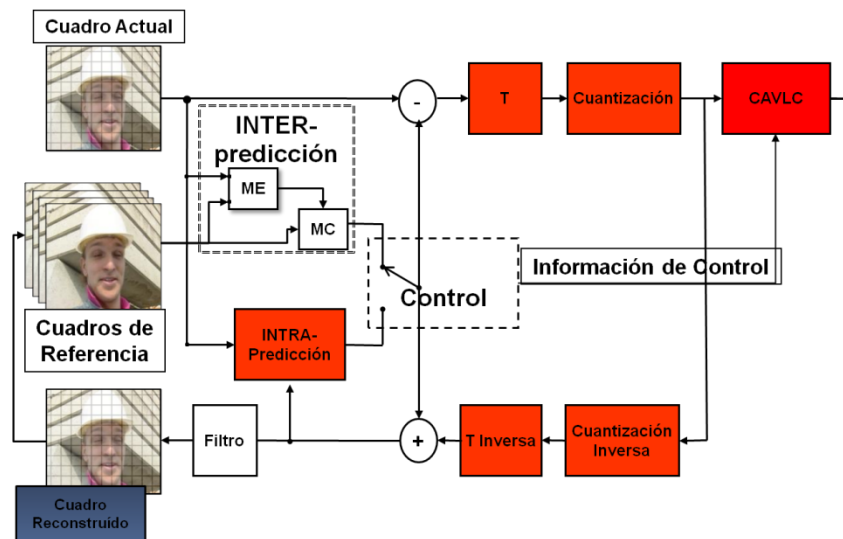 Cuadro Actual
INTER-
predicción
ME
MC
T
Cuantización
CAVLC
-
Control
Información de Control
Cuadros de
Referencia
INTRA-
Predicción
Filtro
+
T Inversa
Cuantización
Inversa
Cuadro
Reconstruido